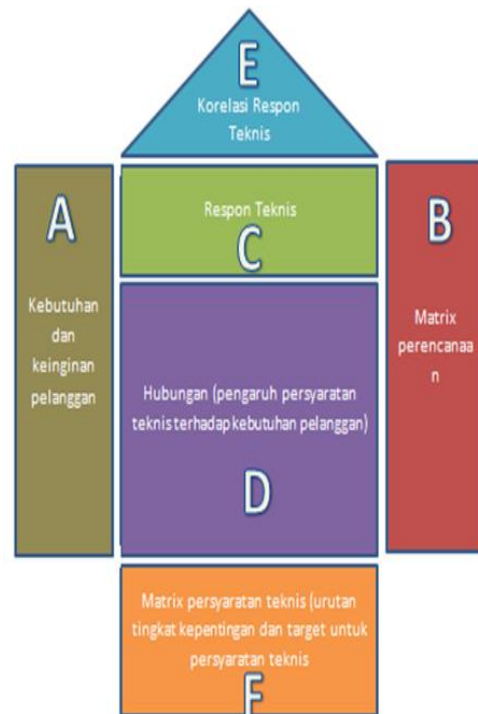 E
Korelasi Respon
Teknis
A
Kebutuhan
dan
keinginan
pelanggan
Respon Teknis
C
B
Matrix
perencanaa
n
Hubungan (pengaruh persyaratan
teknis terhadap kebutuhan pelanggan)
D
Matrix persyaratan teknis (urutan
tingkat kepentingan dan target untuk
persyaratan teknis
F